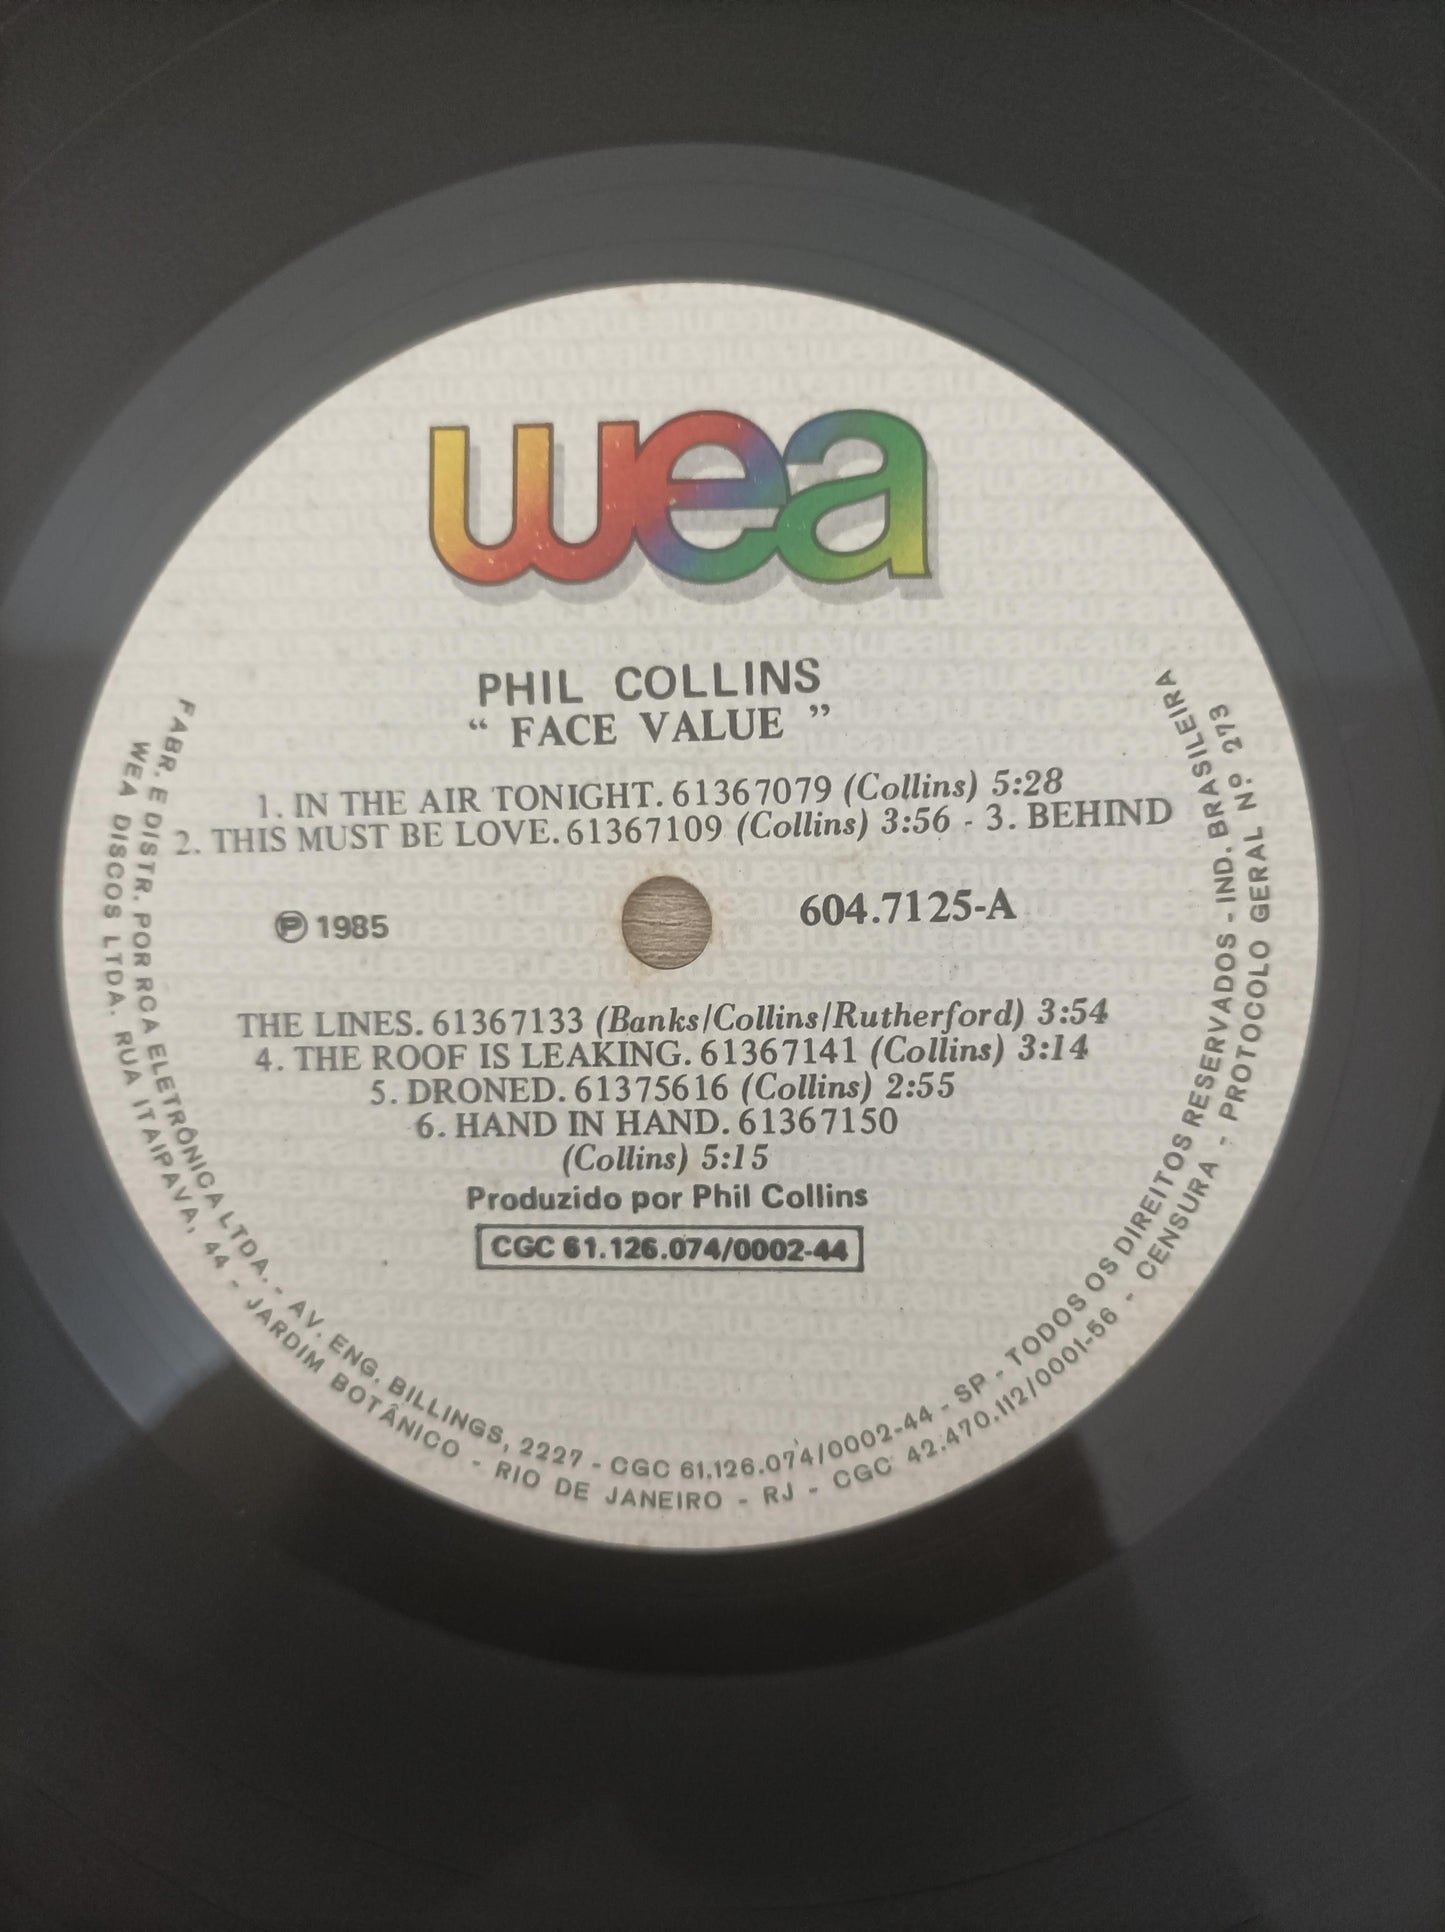 wea
PHIL COLLINS
“ FACE VALUE ”
1. IN THE AIR TONIGHT. 61367079 (Collins) 5:28
2. THIS MUST BE LOVE. 61367109 (Collins) 3:56 - 3. BEHIND
Ⓟ 1985
604.7125-A
THE LINES. 61367133 (Banks/Collins/Rutherford) 3:54
4. THE ROOF IS LEAKING. 61367141 (Collins) 3:14
5. DRONED. 61375616 (Collins) 2:55
6. HAND IN HAND. 61367150
(Collins) 5:15
Produzido por Phil Collins
CGC 61.126.074/0002-44
FABR. E DISTR. POR RCA ELETRÔNICA LTDA. - AV. ENG. BILLINGS, 2227 - CGC 61.126.074/0002-44 - SP - TODOS OS DIREITOS RESERVADOS - IND. BRASILEIRA
WEA DISCOS LTDA. RUA ITAIPAVA, 44 - JARDIM BOTÂNICO - RIO DE JANEIRO - RJ - CGC 42.470.112/0001-56 - CENSURA - PROTOCOLO GERAL Nº 273